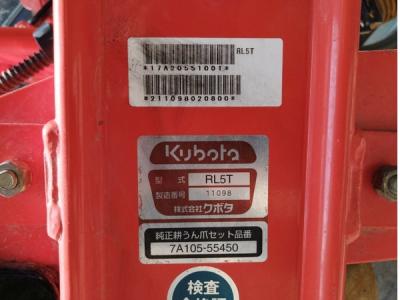 RL5T
*17A20551001*
*211098020800*
Kubota
型 式 RL5T
製造番号 11098
株式会社クボタ
純正耕うん爪セット品番
7A105-55450
検査